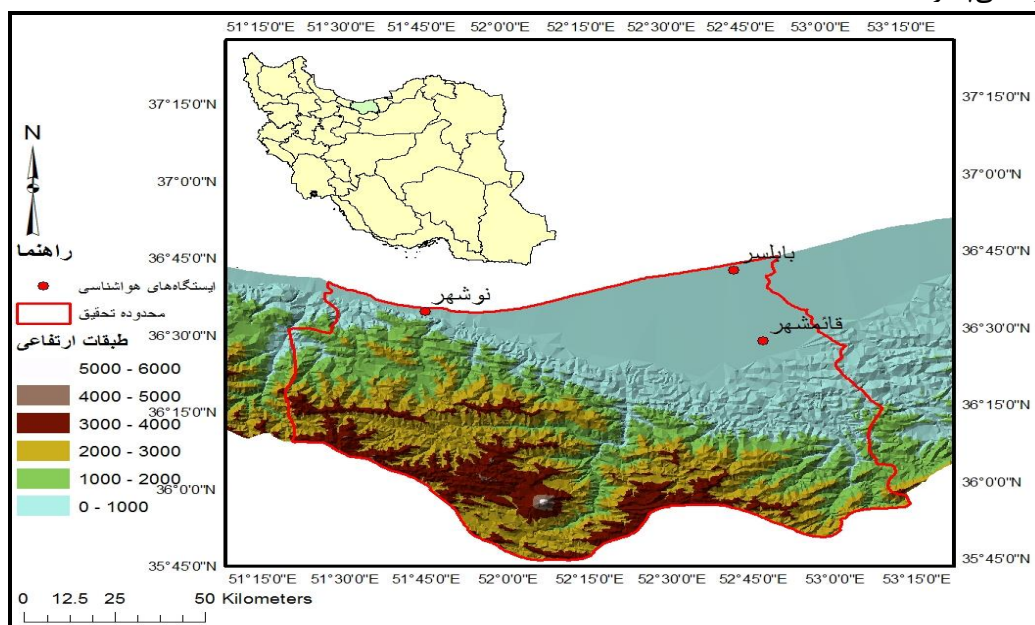 51°15'0"E 51°30'0"E 51°45'0"E 52°0'0"E 52°15'0"E 52°30'0"E 52°45'0"E 53°0'0"E 53°15'0"E
37°15'0"N 37°15'0"N
N
37°0'0"N 37°0'0"N
راهنما
36°45'0"N بابلسر 36°45'0"N
ایستگاه‌های هواشناسی
نوشهر
محدوده تحقیق
قائمشهر
36°30'0"N 36°30'0"N
طبقات ارتفاعی
5000 - 6000
4000 - 5000
36°15'0"N 36°15'0"N
3000 - 4000
2000 - 3000
1000 - 2000
36°0'0"N 36°0'0"N
0 - 1000
35°45'0"N 35°45'0"N
51°15'0"E 51°30'0"E 51°45'0"E 52°0'0"E 52°15'0"E 52°30'0"E 52°45'0"E 53°0'0"E 53°15'0"E
0 12.5 25 50 Kilometers